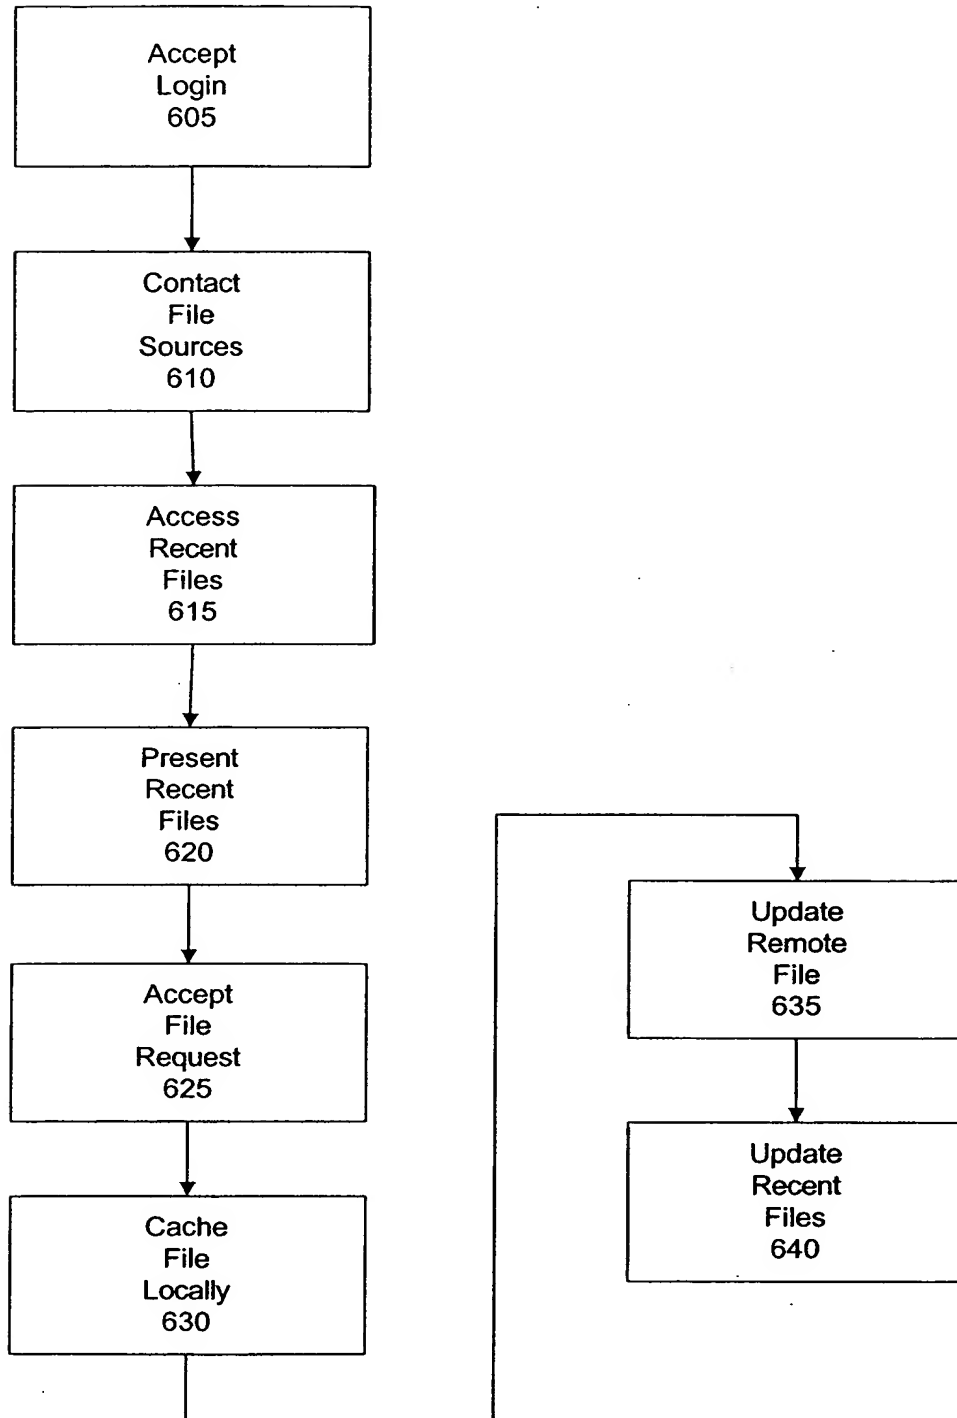 Accept
Login
605
Contact
File
Sources
610
Access
Recent
Files
615
Present
Recent
Files
620
Accept
File
Request
625
Cache
File
Locally
630
Update
Remote
File
635
Update
Recent
Files
640